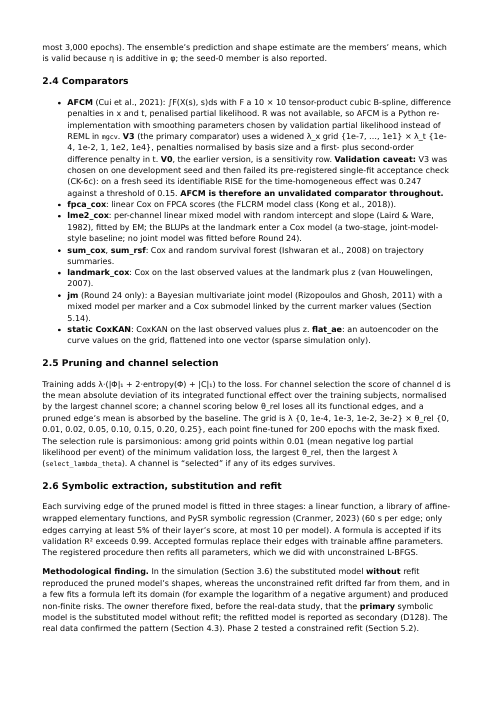 most 3,000 epochs). The ensemble's prediction and shape estimate are the members' means, which
is valid because η is additive in φ; the seed-0 member is also reported.
2.4 Comparators
• AFCM (Cui et al., 2021): ∫F(X(s), s)ds with F a 10 × 10 tensor-product cubic B-spline, difference
penalties in x and t, penalised partial likelihood. R was not available, so AFCM is a Python re-
implementation with smoothing parameters chosen by validation partial likelihood instead of
REML in mgcv. V3 (the primary comparator) uses a widened λ_x grid {1e-7, …, 1e1} × λ_t {1e-
4, 1e-2, 1, 1e2, 1e4}, penalties normalised by basis size and a first- plus second-order
difference penalty in t. V0, the earlier version, is a sensitivity row. Validation caveat: V3 was
chosen on one development seed and then failed its pre-registered single-fit acceptance check
(CK-6c): on a fresh seed its identifiable RISE for the time-homogeneous effect was 0.247
against a threshold of 0.15. AFCM is therefore an unvalidated comparator throughout.
• fpca_cox: linear Cox on FPCA scores (the FLCRM model class (Kong et al., 2018)).
• lme2_cox: per-channel linear mixed model with random intercept and slope (Laird & Ware,
1982), fitted by EM; the BLUPs at the landmark enter a Cox model (a two-stage, joint-model-
style baseline; no joint model was fitted before Round 24).
• sum_cox, sum_rsf: Cox and random survival forest (Ishwaran et al., 2008) on trajectory
summaries.
• landmark_cox: Cox on the last observed values at the landmark plus z (van Houwelingen,
2007).
• jm (Round 24 only): a Bayesian multivariate joint model (Rizopoulos and Ghosh, 2011) with a
mixed model per marker and a Cox submodel linked by the current marker values (Section
5.14).
• static CoxKAN: CoxKAN on the last observed values plus z. flat_ae: an autoencoder on the
curve values on the grid, flattened into one vector (sparse simulation only).
2.5 Pruning and channel selection
Training adds λ·(|Φ|₁ + 2·entropy(Φ) + |C|₁) to the loss. For channel selection the score of channel d is
the mean absolute deviation of its integrated functional effect over the training subjects, normalised
by the largest channel score; a channel scoring below θ_rel loses all its functional edges, and a
pruned edge's mean is absorbed by the baseline. The grid is λ {0, 1e-4, 1e-3, 1e-2, 3e-2} × θ_rel {0,
0.01, 0.02, 0.05, 0.10, 0.15, 0.20, 0.25}, each point fine-tuned for 200 epochs with the mask fixed.
The selection rule is parsimonious: among grid points within 0.01 (mean negative log partial
likelihood per event) of the minimum validation loss, the largest θ_rel, then the largest λ
(select_lambda_theta). A channel is "selected" if any of its edges survives.
2.6 Symbolic extraction, substitution and refit
Each surviving edge of the pruned model is fitted in three stages: a linear function, a library of affine-
wrapped elementary functions, and PySR symbolic regression (Cranmer, 2023) (60 s per edge; only
edges carrying at least 5% of their layer's score, at most 10 per model). A formula is accepted if its
validation R² exceeds 0.99. Accepted formulas replace their edges with trainable affine parameters.
The registered procedure then refits all parameters, which we did with unconstrained L-BFGS.
Methodological finding. In the simulation (Section 3.6) the substituted model without refit
reproduced the pruned model's shapes, whereas the unconstrained refit drifted far from them, and in
a few fits a formula left its domain (for example the logarithm of a negative argument) and produced
non-finite risks. The owner therefore fixed, before the real-data study, that the primary symbolic
model is the substituted model without refit; the refitted model is reported as secondary (D128). The
real data confirmed the pattern (Section 4.3). Phase 2 tested a constrained refit (Section 5.2).